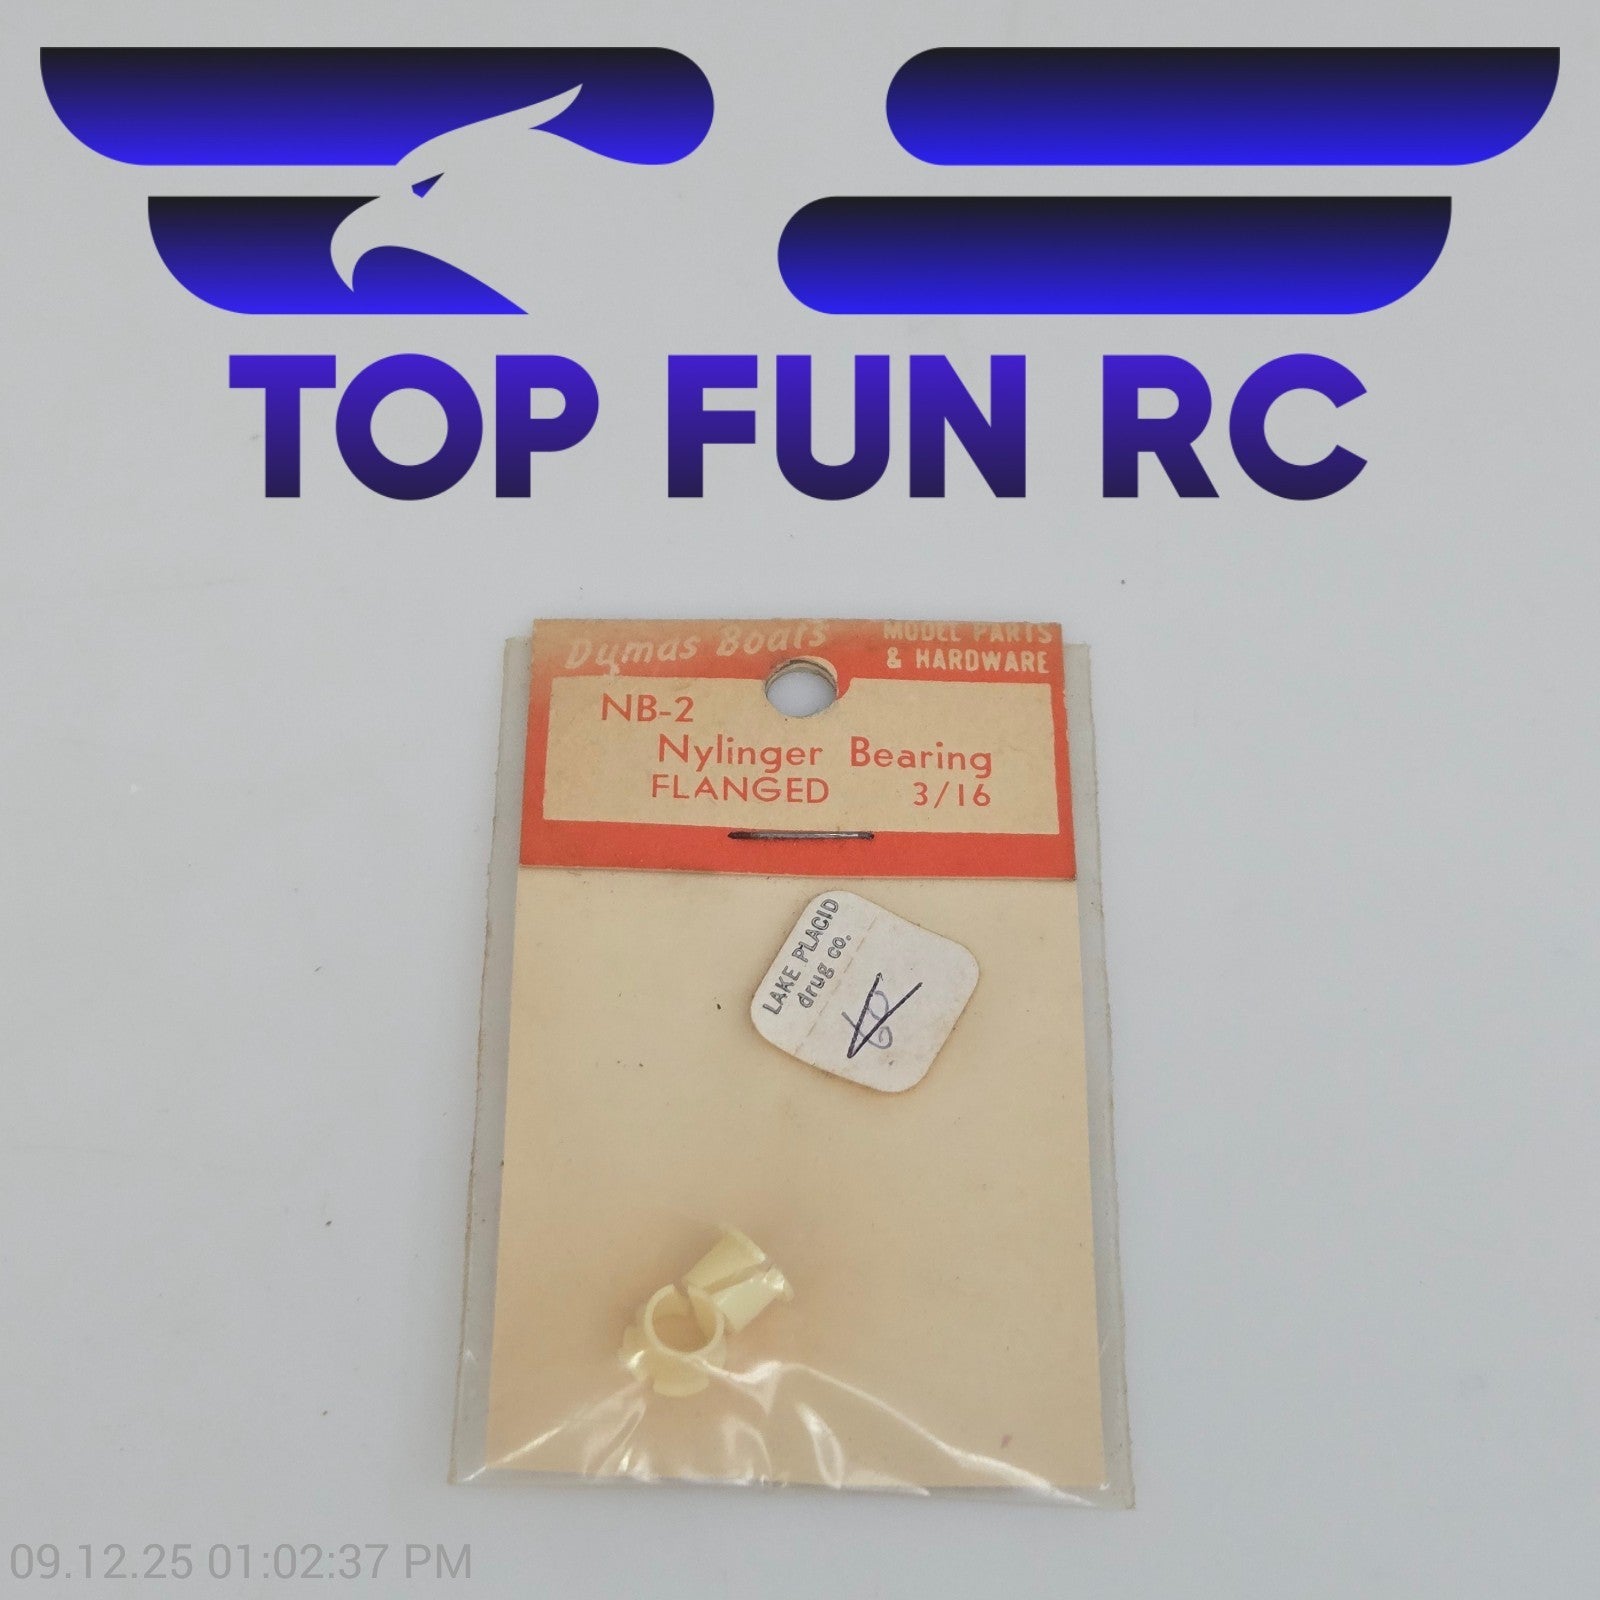 TOP FUN RC
Dumas Boats
MODEL PARTS
& HARDWARE
NB-2
Nylinger Bearing
FLANGED 3/16
LAKE PLACID
drug co.
09.12.25 01:02:37 PM